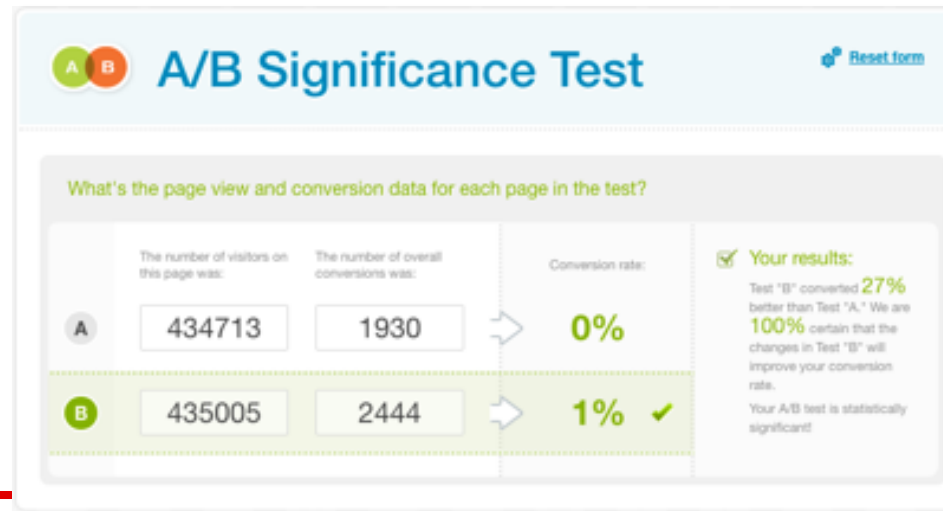 A B A/B Significance Test
Reset form
What's the page view and conversion data for each page in the test?
The number of visitors on
this page was:
The number of overall
conversions was:
Conversion rate:
A 434713 1930 0%
B 435005 2444 1%
Your results:
Test "B" converted 27%
better than Test "A." We are
100% certain that the
changes in Test "B" will
improve your conversion
rate.
Your A/B test is statistically
significant!